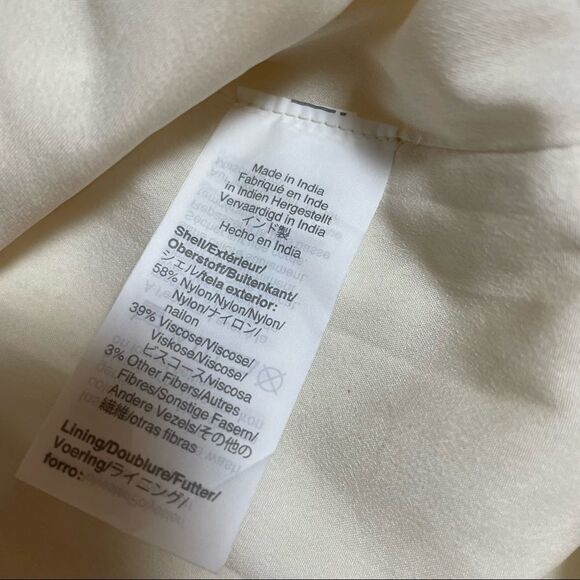 Made in India
Fabriqué en Inde
in Indien Hergestellt
Vervaardigd in India
インド製
Hecho en India
Shell/Extérieur/
Oberstoff/Buitenkant/
シェル/tela exterior:
58% Nylon/Nylon/Nylon/
Nylon/ナイロン/
nailon
39% Viscose/Viscose/
Viskose/Viscose/
ビスコース/Viscosa
3% Other Fibers/Autres
Fibres/Sonstige Fasern/
Andere Vezels/その他の
繊維/otras fibras
Lining/Doublure/Futter/
Voering/ライニング/
forro: